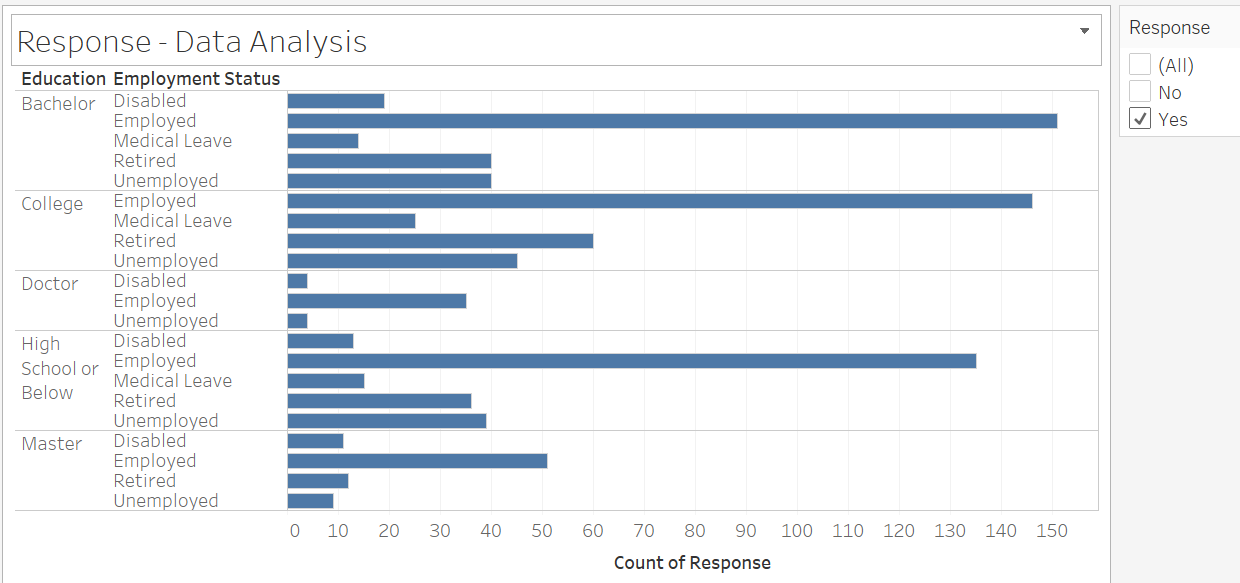 Response - Data Analysis
Response
(All)
No
Yes
Education Employment Status
Bachelor Disabled
Employed
Medical Leave
Retired
Unemployed
College Employed
Medical Leave
Retired
Unemployed
Doctor Disabled
Employed
Unemployed
High School or Below Disabled
Employed
Medical Leave
Retired
Unemployed
Master Disabled
Employed
Retired
Unemployed
0 10 20 30 40 50 60 70 80 90 100 110 120 130 140 150
Count of Response